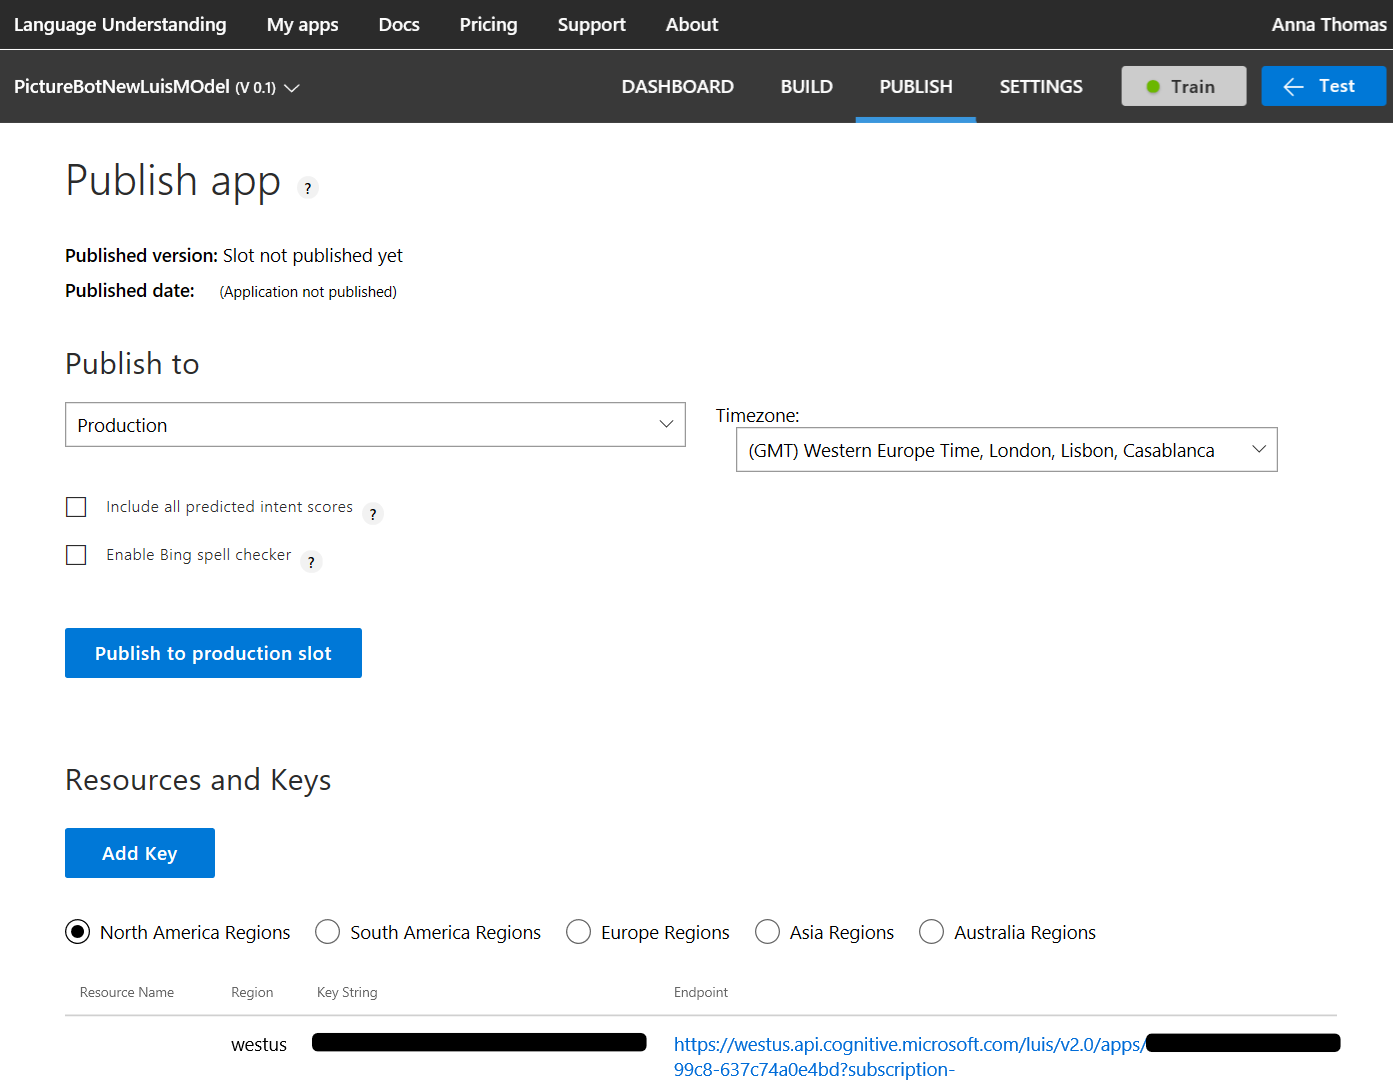 Language Understanding My apps Docs Pricing Support About Anna Thomas
PictureBotNewLuisMOdel (V 0.1) DASHBOARD BUILD PUBLISH SETTINGS Train Test
Publish app ?
Published version: Slot not published yet
Published date: (Application not published)
Publish to
Production
Timezone:
(GMT) Western Europe Time, London, Lisbon, Casablanca
Include all predicted intent scores ?
Enable Bing spell checker ?
Publish to production slot
Resources and Keys
Add Key
North America Regions South America Regions Europe Regions Asia Regions Australia Regions
Resource Name Region Key String Endpoint
westus https://westus.api.cognitive.microsoft.com/luis/v2.0/apps/
99c8-637c74a0e4bd?subscription-